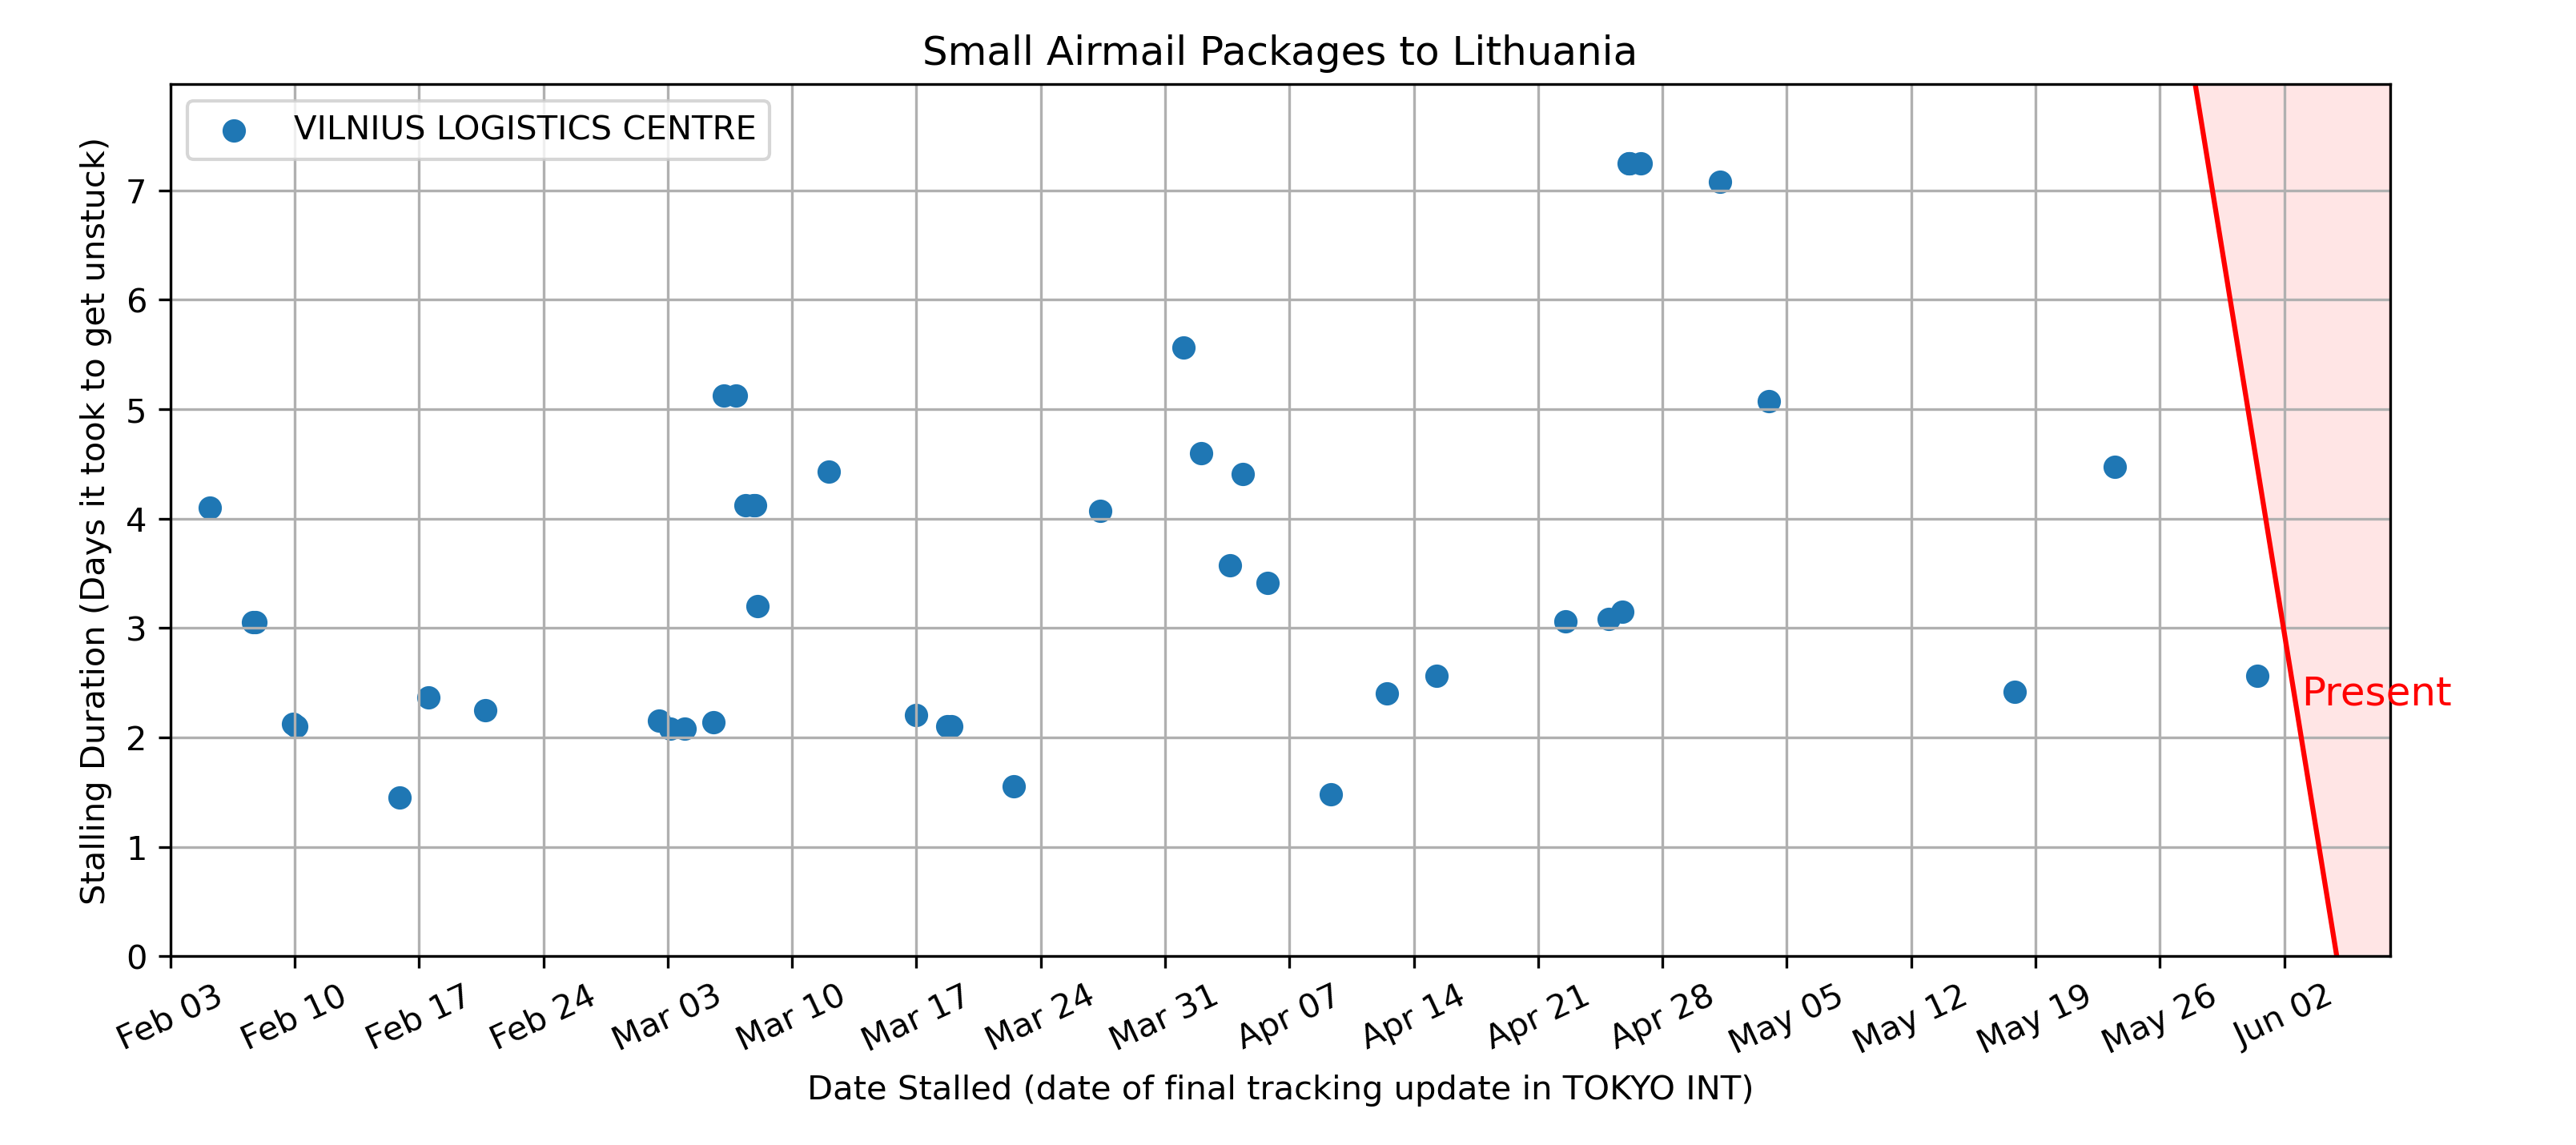 Small Airmail Packages to Lithuania
VILNIUS LOGISTICS CENTRE
Stalling Duration (Days it took to get unstuck)
7
6
5
4
3
2
1
0
Present
Feb 03
Feb 10
Feb 17
Feb 24
Mar 03
Mar 10
Mar 17
Mar 24
Mar 31
Apr 07
Apr 14
Apr 21
Apr 28
May 05
May 12
May 19
May 26
Jun 02
Date Stalled (date of final tracking update in TOKYO INT)